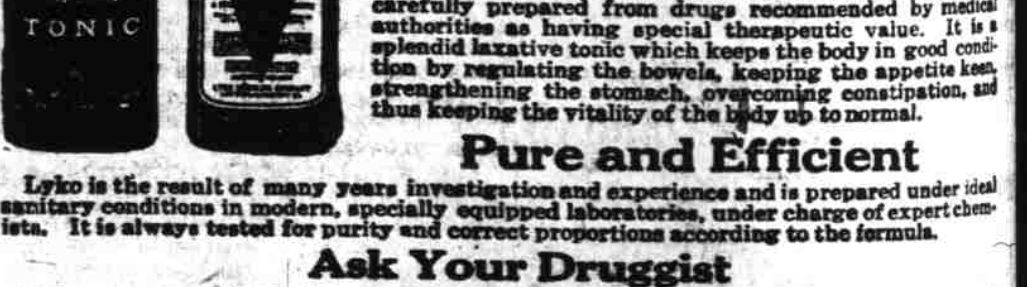 TONIC
carefully prepared from drugs recommended by medical
authorities as having special therapeutic value. It is a
splendid laxative tonic which keeps the body in good condi-
tion by regulating the bowels, keeping the appetite keen,
strengthening the stomach, overcoming constipation, and
thus keeping the vitality of the body up to normal.
Pure and Efficient
Lyko is the result of many years investigation and experience and is prepared under ideal
sanitary conditions in modern, specially equipped laboratories, under charge of expert chem-
ists. It is always tested for purity and correct proportions according to the formula.
Ask Your Druggist